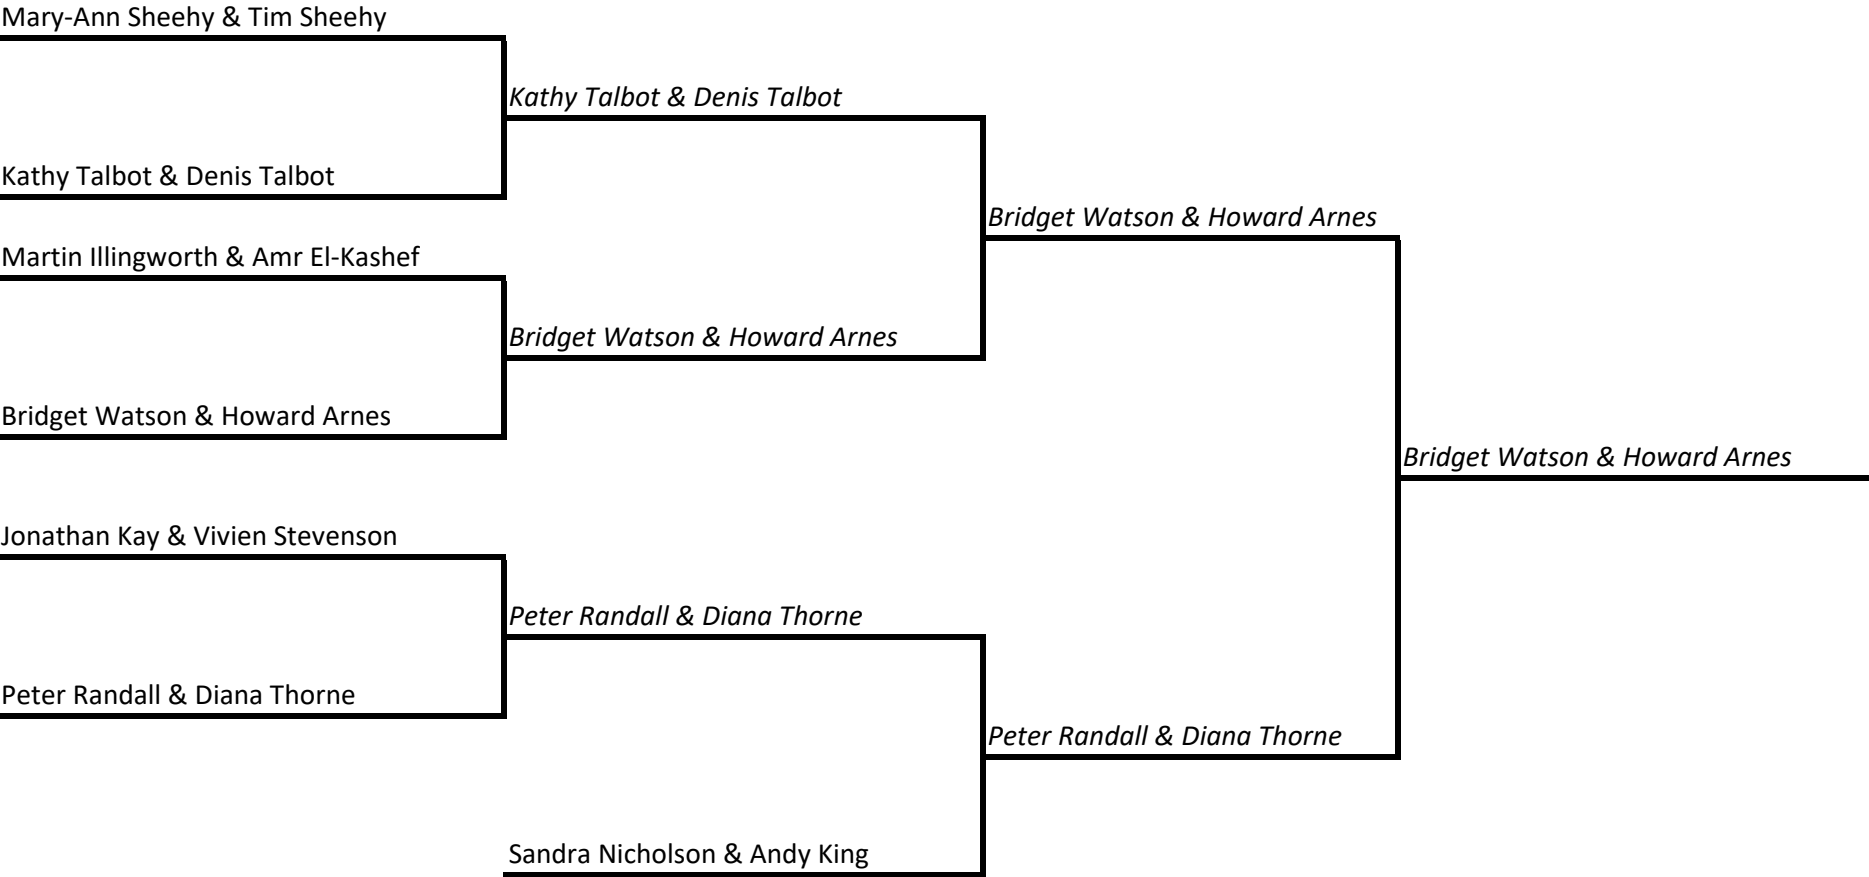 Mary-Ann Sheehy & Tim Sheehy
Kathy Talbot & Denis Talbot
Kathy Talbot & Denis Talbot
Bridget Watson & Howard Arnes
Martin Illingworth & Amr El-Kashef
Bridget Watson & Howard Arnes
Bridget Watson & Howard Arnes
Bridget Watson & Howard Arnes
Jonathan Kay & Vivien Stevenson
Peter Randall & Diana Thorne
Peter Randall & Diana Thorne
Peter Randall & Diana Thorne
Sandra Nicholson & Andy King